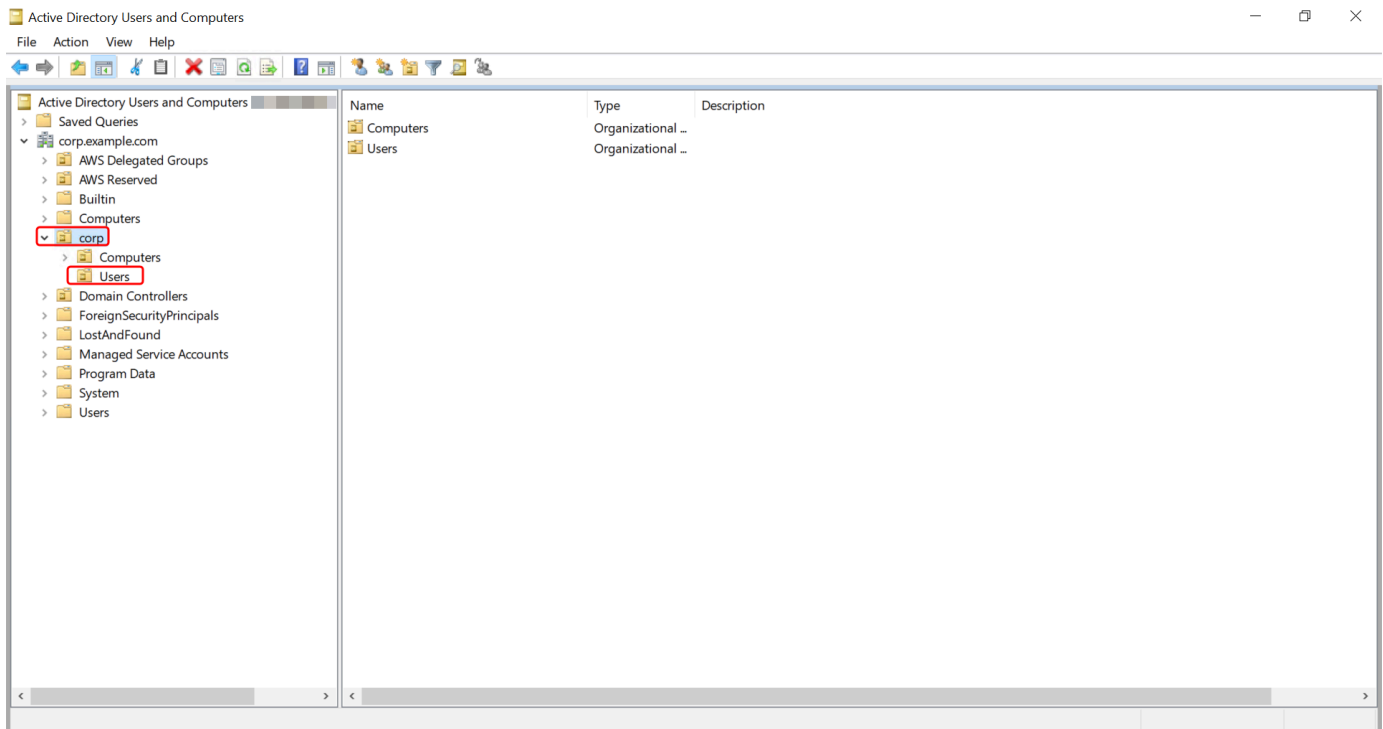 Active Directory Users and Computers
File Action View Help
Active Directory Users and Computers
Saved Queries
corp.example.com
AWS Delegated Groups
AWS Reserved
Builtin
Computers
corp
Computers
Users
Domain Controllers
ForeignSecurityPrincipals
LostAndFound
Managed Service Accounts
Program Data
System
Users
Name Type Description
Computers Organizational ...
Users Organizational ...